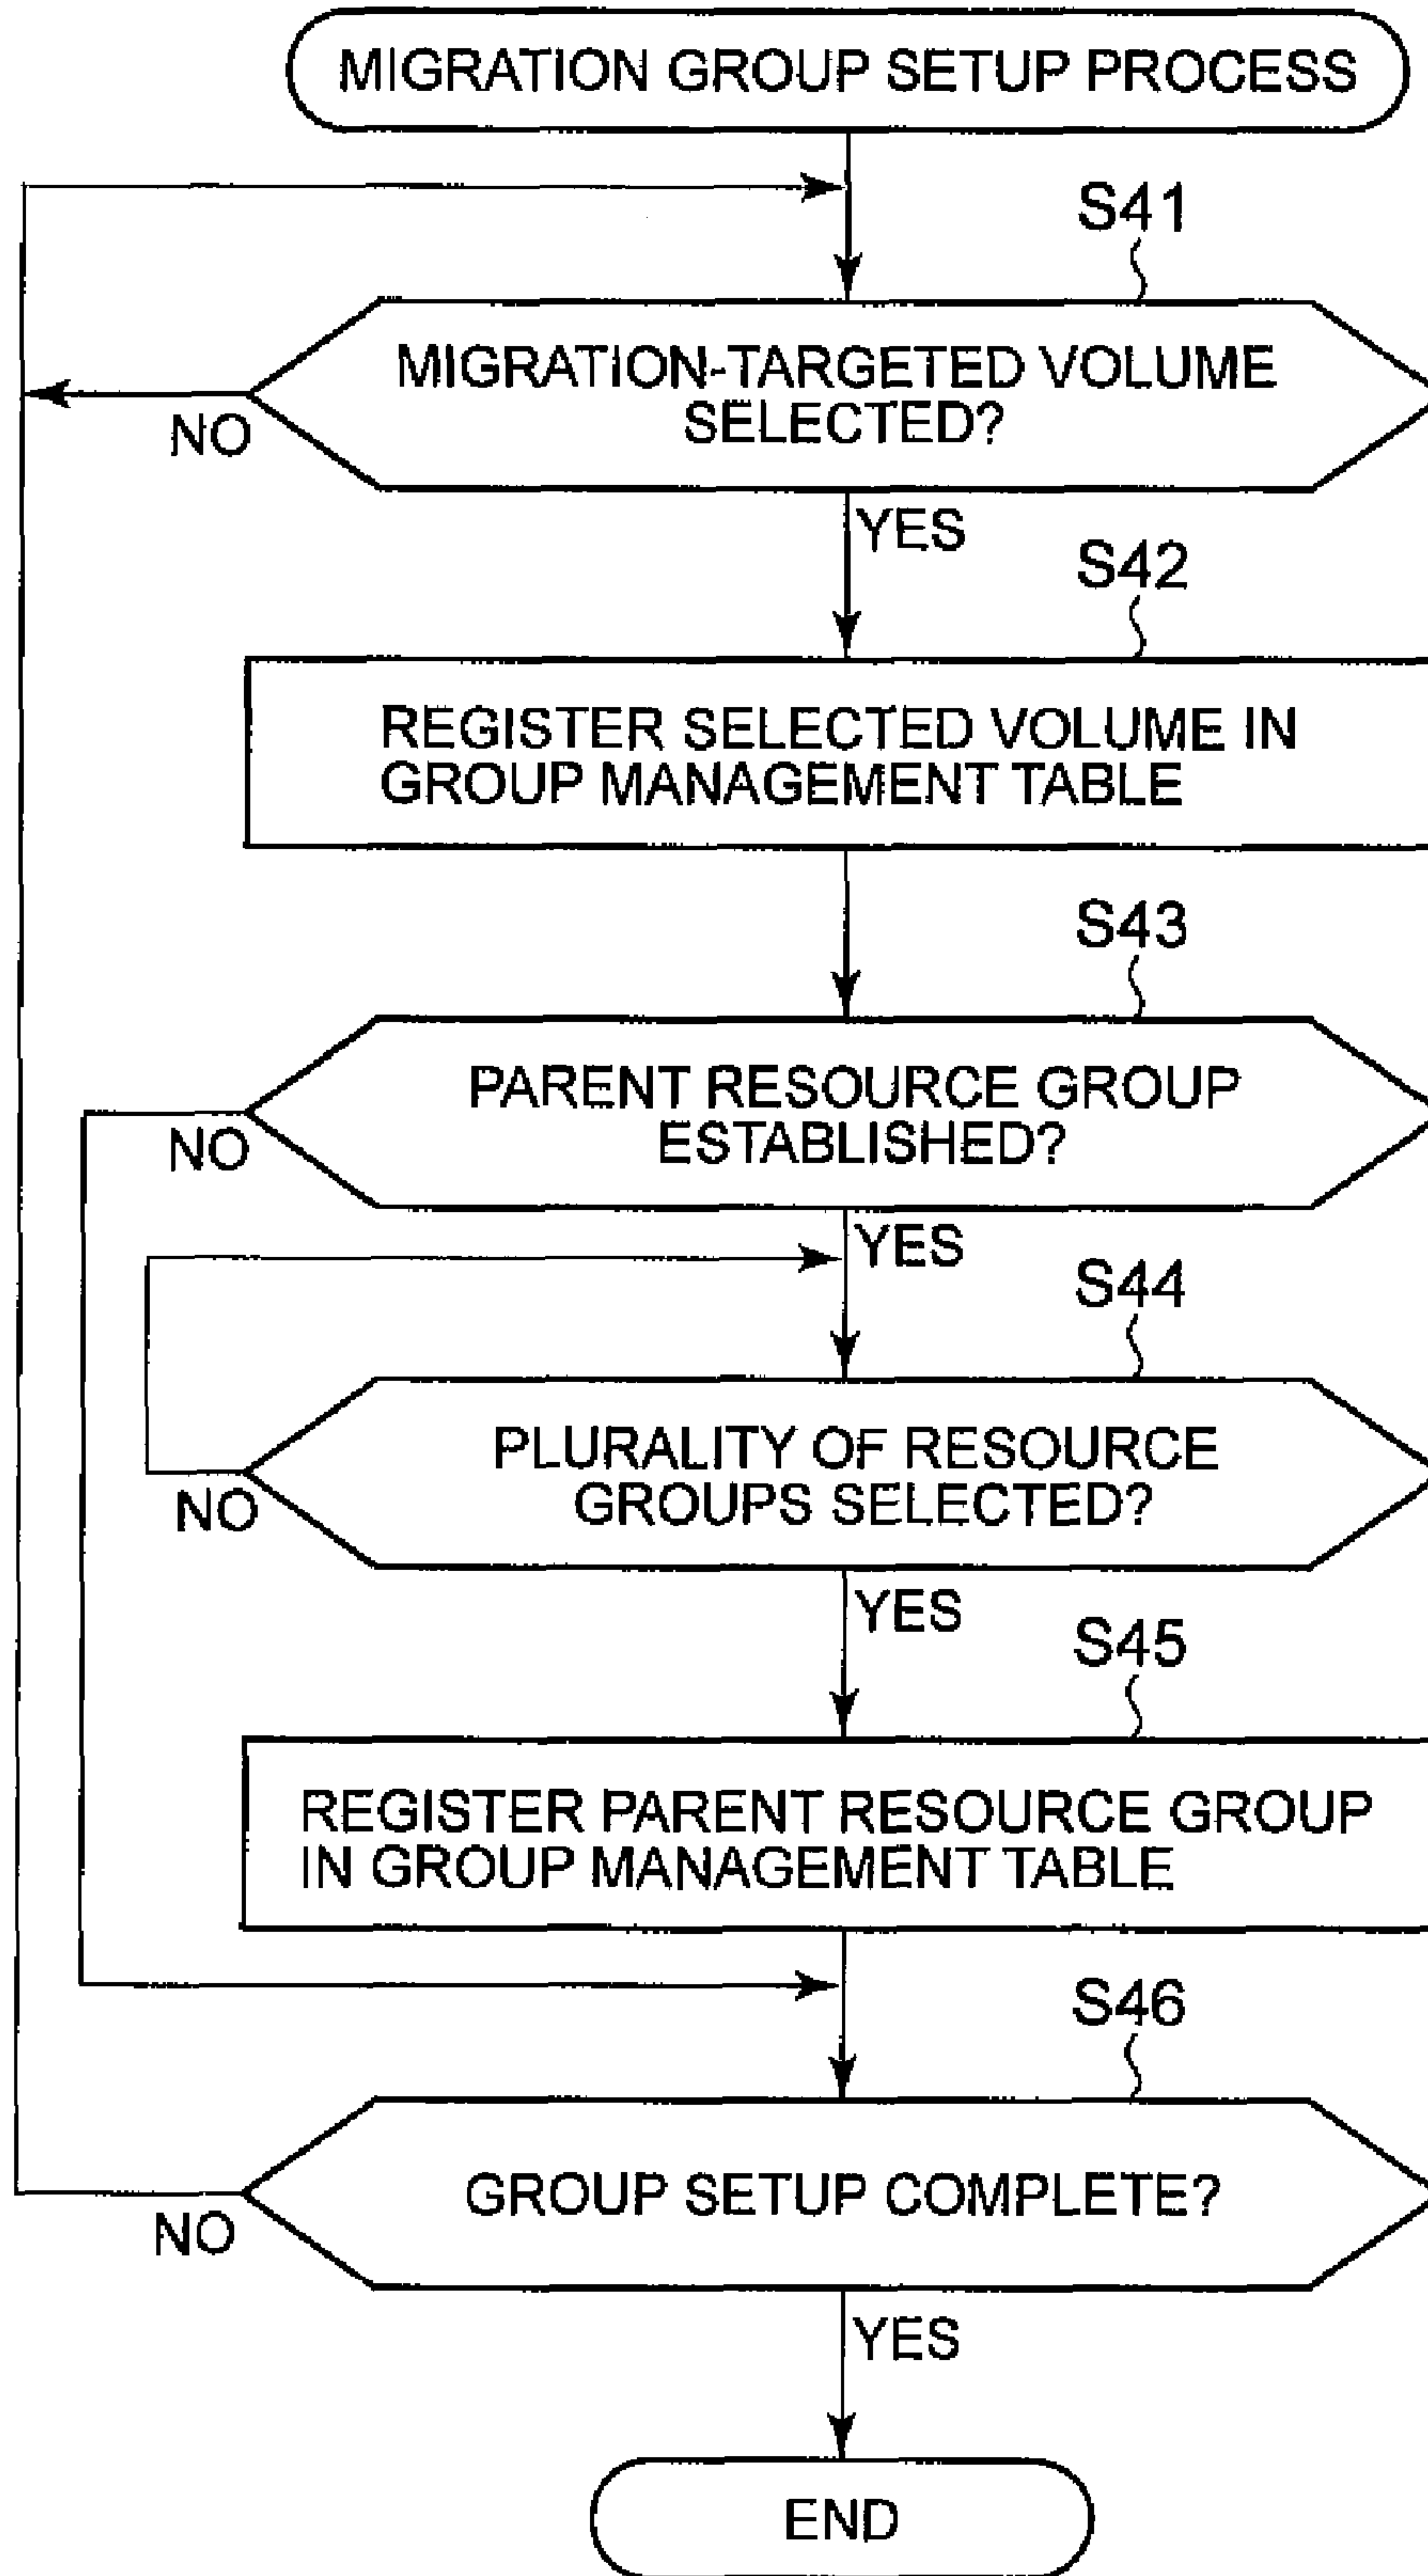 MIGRATION GROUP SETUP PROCESS
S41
MIGRATION-TARGETED VOLUME
SELECTED?
NO
YES
S42
REGISTER SELECTED VOLUME IN
GROUP MANAGEMENT TABLE
S43
PARENT RESOURCE GROUP
ESTABLISHED?
NO
YES
S44
PLURALITY OF RESOURCE
GROUPS SELECTED?
NO
YES
S45
REGISTER PARENT RESOURCE GROUP
IN GROUP MANAGEMENT TABLE
S46
GROUP SETUP COMPLETE?
NO
YES
END